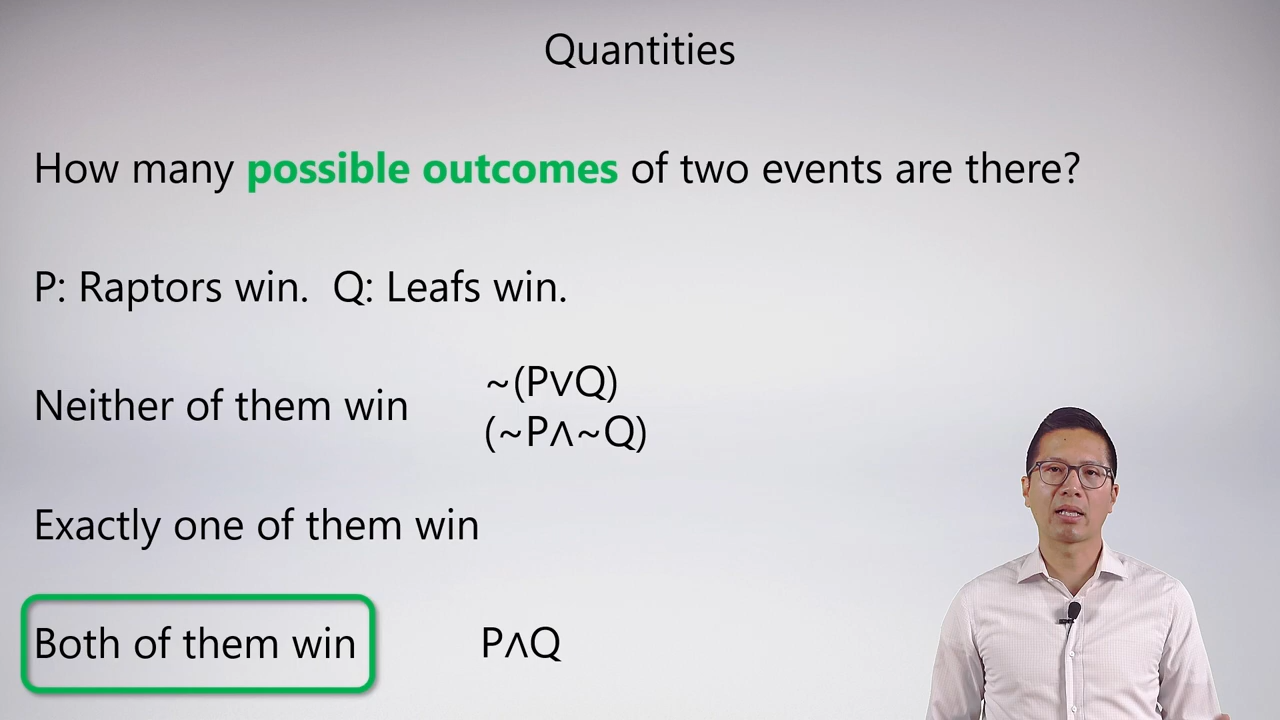 Quantities
How many possible outcomes of two events are there?
P: Raptors win. Q: Leafs win.
Neither of them win
~(P∨Q)
(~P∧~Q)
Exactly one of them win
Both of them win
P∧Q